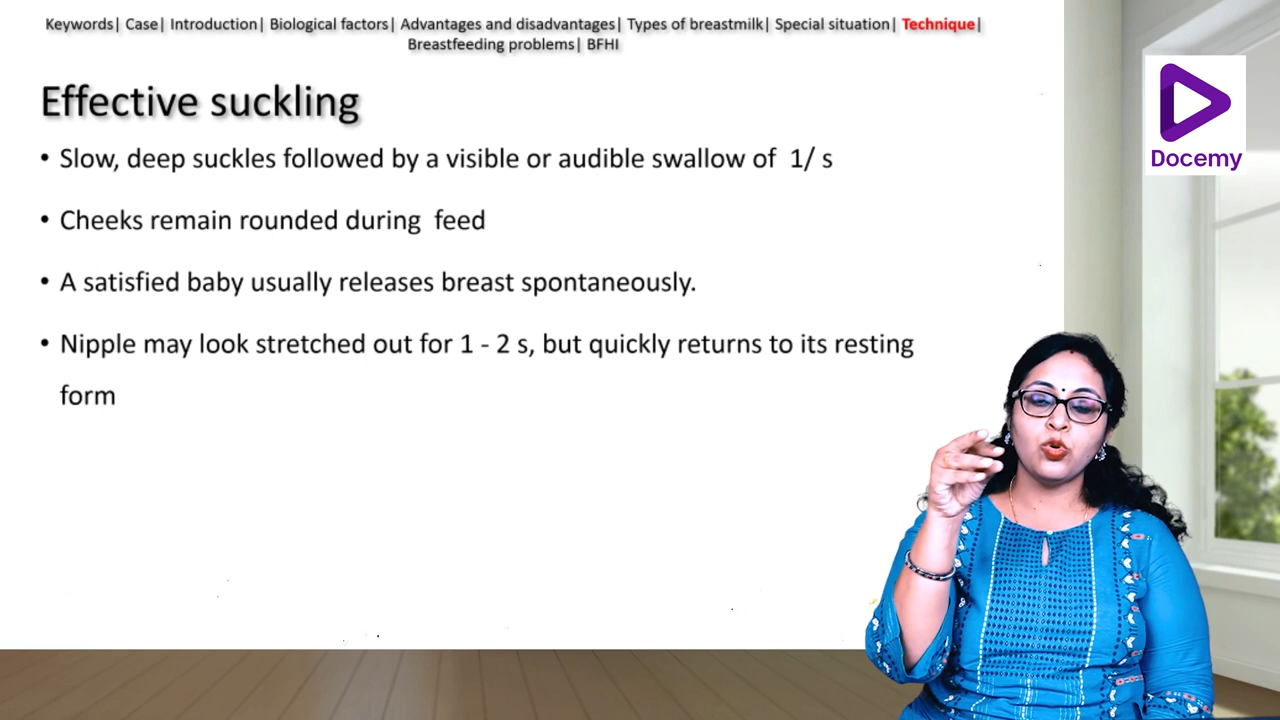 Keywords| Case| Introduction| Biological factors| Advantages and disadvantages| Types of breastmilk| Special situation| Technique|
Breastfeeding problems| BFHI
Effective suckling
• Slow, deep suckles followed by a visible or audible swallow of 1/ s
• Cheeks remain rounded during feed
• A satisfied baby usually releases breast spontaneously.
• Nipple may look stretched out for 1 - 2 s, but quickly returns to its resting
form
Docemy